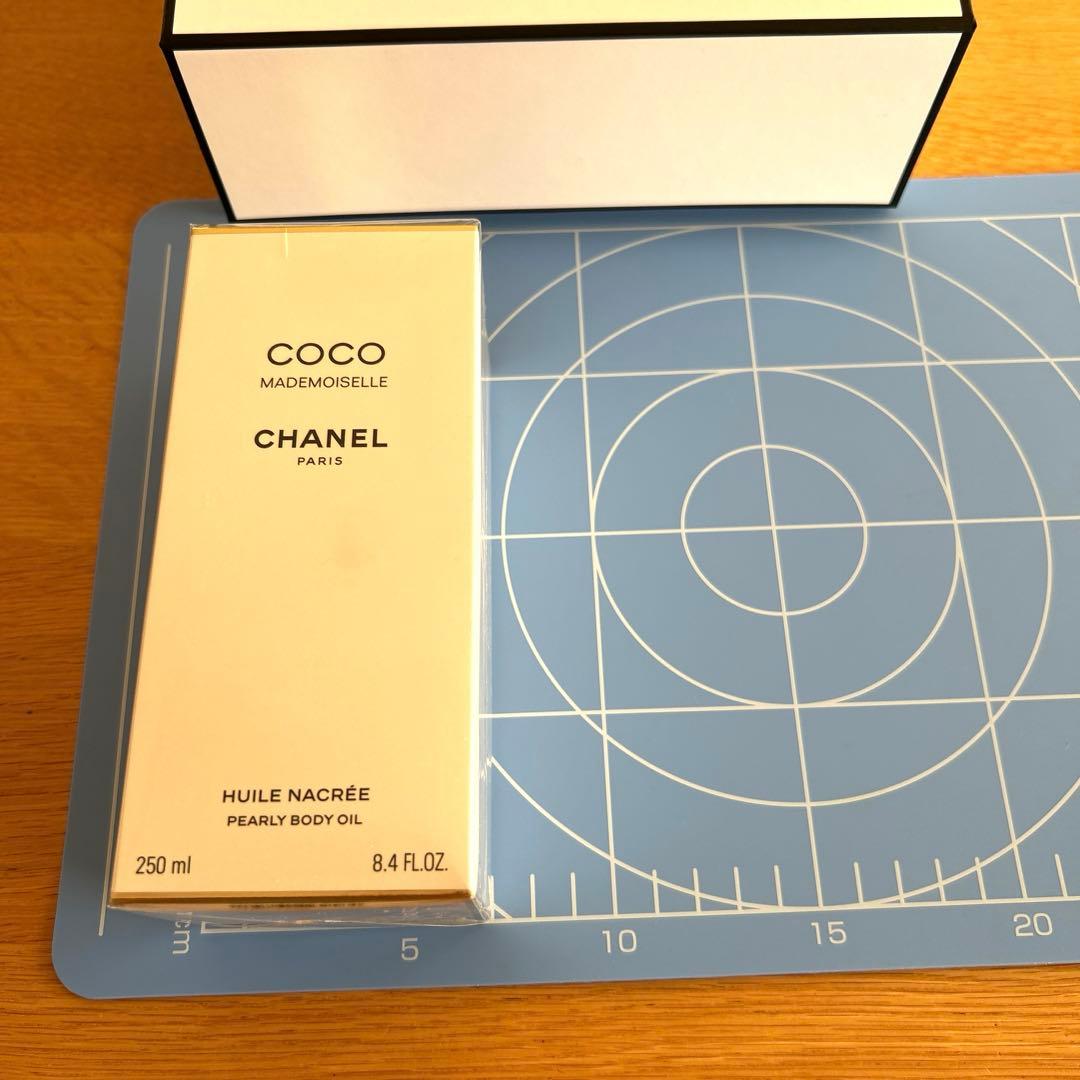 COCO
MADEMOISELLE
CHANEL
PARIS
HUILE NACRÉE
PEARLY BODY OIL
250 ml 8.4 FL.OZ.
cm 5 10 15 20